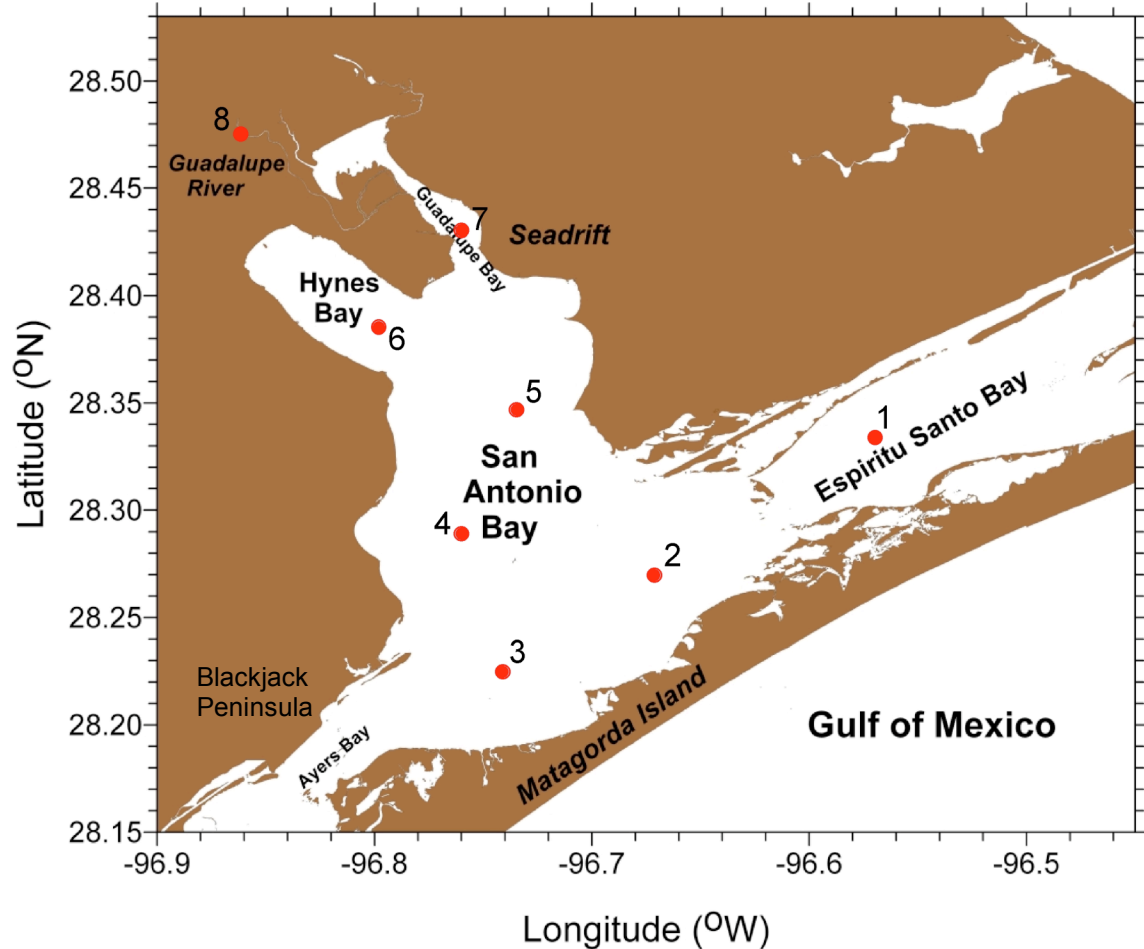 28.50
28.45
28.40
28.35
28.30
28.25
28.20
28.15
Latitude (ᴼN)
8
Guadalupe
River
Guadalupe Bay
7
Seadrift
Hynes
Bay
6
5
1
Espiritu Santo Bay
San
Antonio
Bay
4
2
3
Blackjack
Peninsula
Ayers Bay
Matagorda Island
Gulf of Mexico
-96.9
-96.8
-96.7
-96.6
-96.5
Longitude (ᴼW)